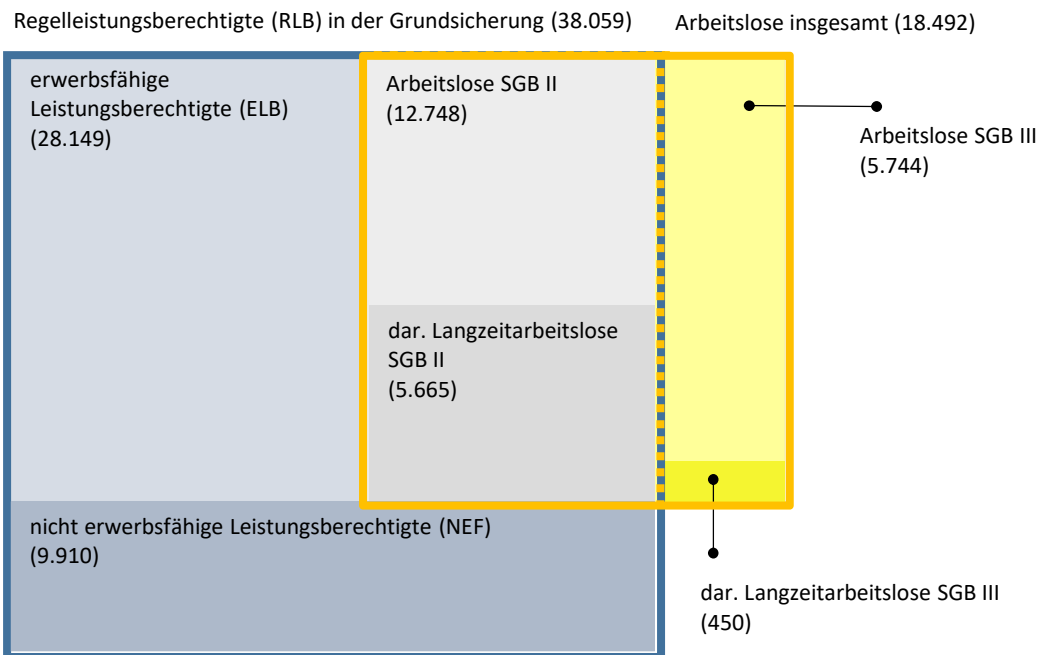 Regelleistungsberechtigte (RLB) in der Grundsicherung (38.059)
Arbeitslose insgesamt (18.492)
erwerbsfähige
Leistungsberechtigte (ELB)
(28.149)
Arbeitslose SGB II
(12.748)
Arbeitslose SGB III
(5.744)
dar. Langzeitarbeitslose
SGB II
(5.665)
nicht erwerbsfähige Leistungsberechtigte (NEF)
(9.910)
dar. Langzeitarbeitslose SGB III
(450)